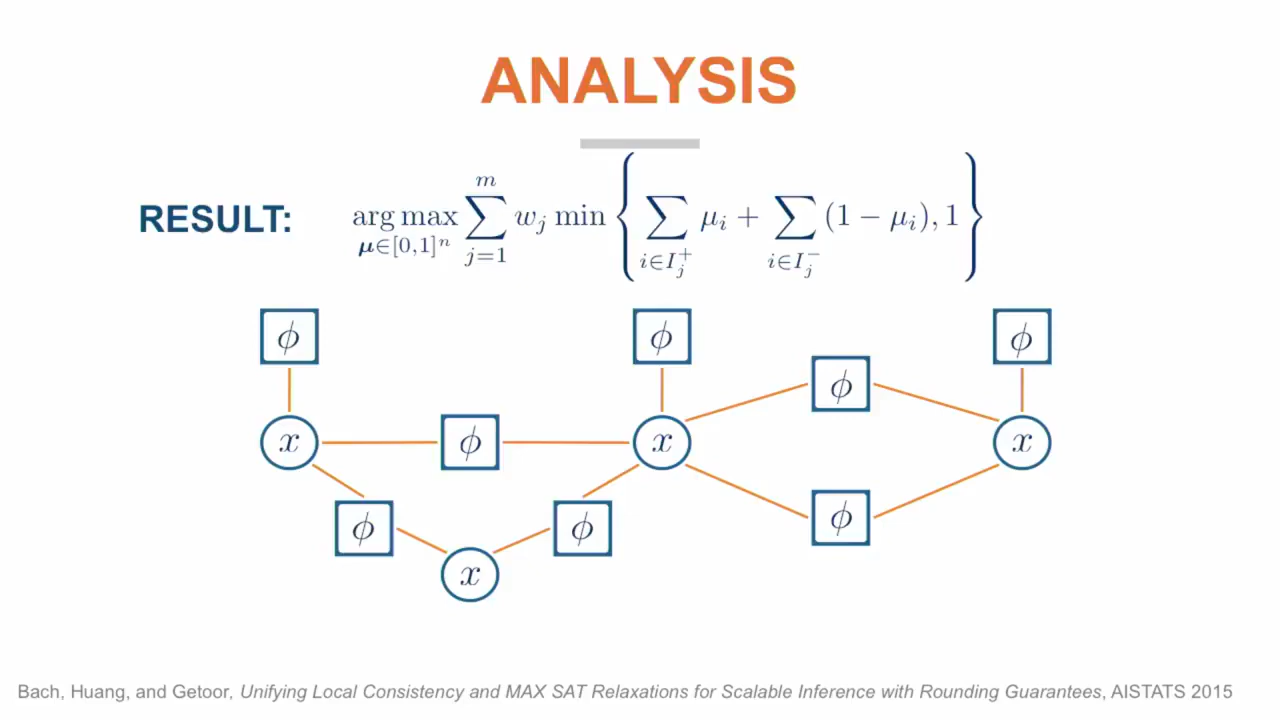 ANALYSIS
RESULT: arg max_{μ∈[0,1]^n} ∑_{j=1}^{m} w_j min { ∑_{i∈I_j^+} μ_i + ∑_{i∈I_j^-} (1 − μ_i), 1 }
ϕ ϕ ϕ
ϕ
x ϕ x x
ϕ ϕ ϕ
x
Bach, Huang, and Getoor, Unifying Local Consistency and MAX SAT Relaxations for Scalable Inference with Rounding Guarantees, AISTATS 2015